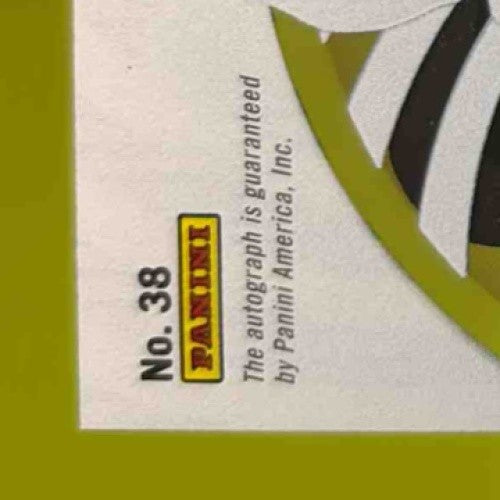 No. 38
PANINI
The autograph is guaranteed
by Panini America, Inc.